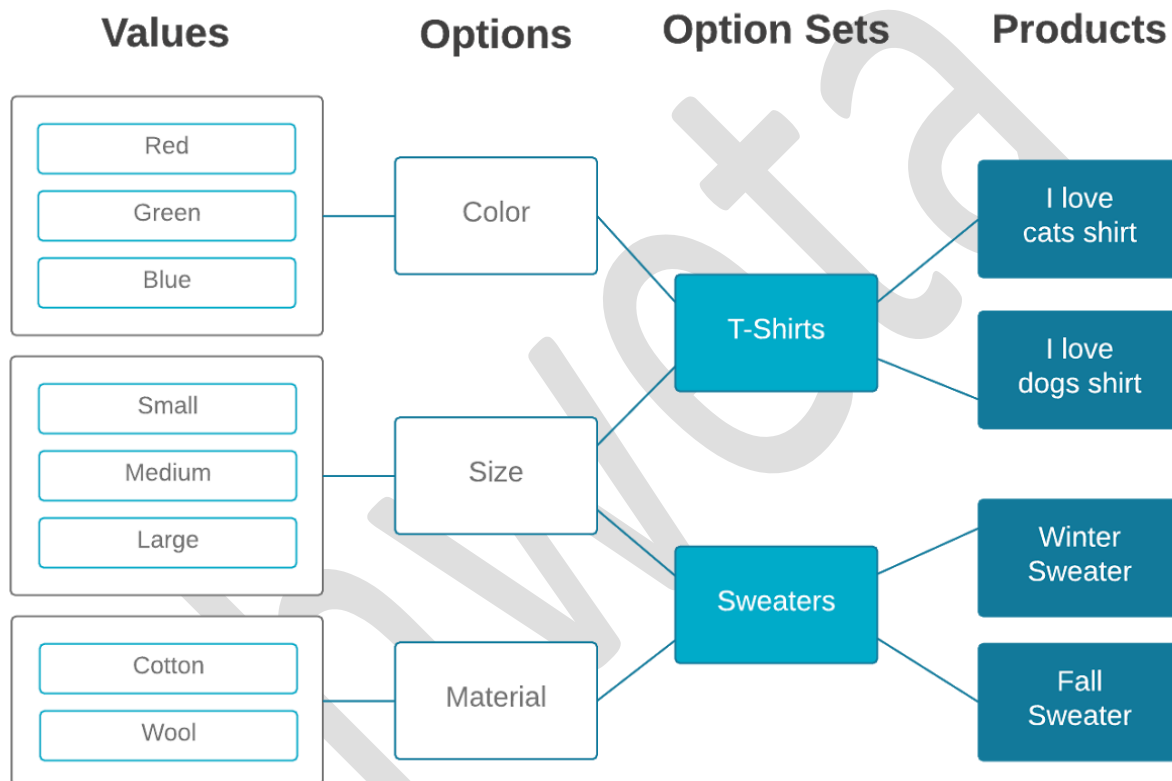 Values
Options
Option Sets
Products
Red
Green
Blue
Color
T-Shirts
I love
cats shirt
I love
dogs shirt
Small
Medium
Large
Size
Sweaters
Winter
Sweater
Cotton
Wool
Material
Fall
Sweater